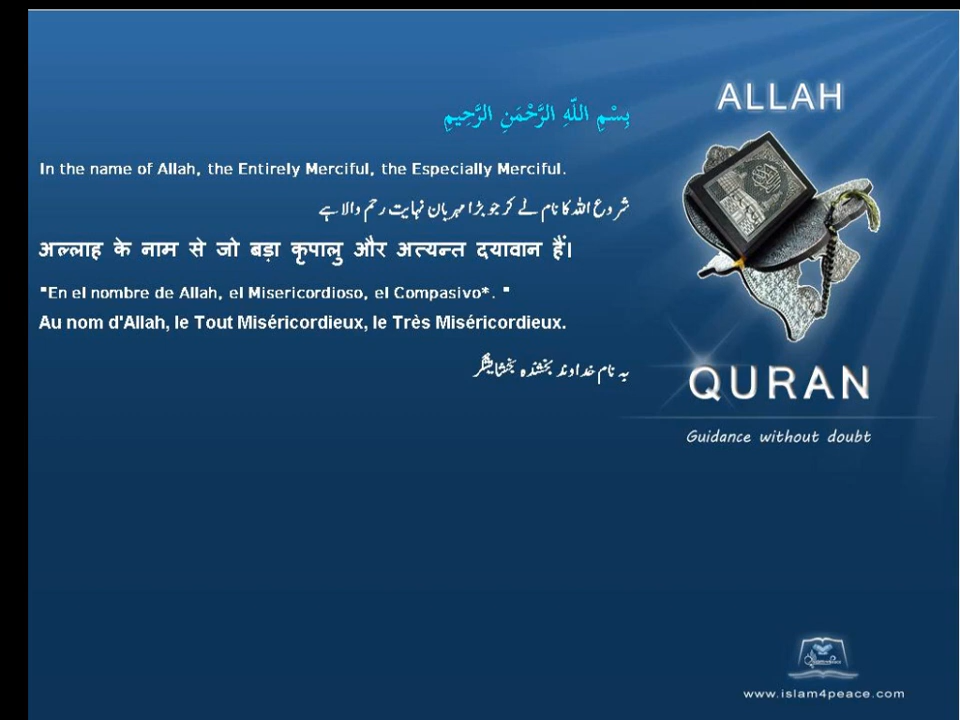 بِسْمِ اللّهِ الرَّحْمَنِ الرَّحِيمِ
In the name of Allah, the Entirely Merciful, the Especially Merciful.
شروع الله کا نام لے کر جو بڑا مہربان نہایت رحم والا ہے
अल्लाह के नाम से जो बड़ा कृपालु और अत्यन्त दयावान हैं।
"En el nombre de Allah, el Misericordioso, el Compasivo*. "
Au nom d'Allah, le Tout Miséricordieux, le Très Miséricordieux.
به نام خداوند بخشنده بخشایشگر
ALLAH
QURAN
Guidance without doubt
www.islam4peace.com